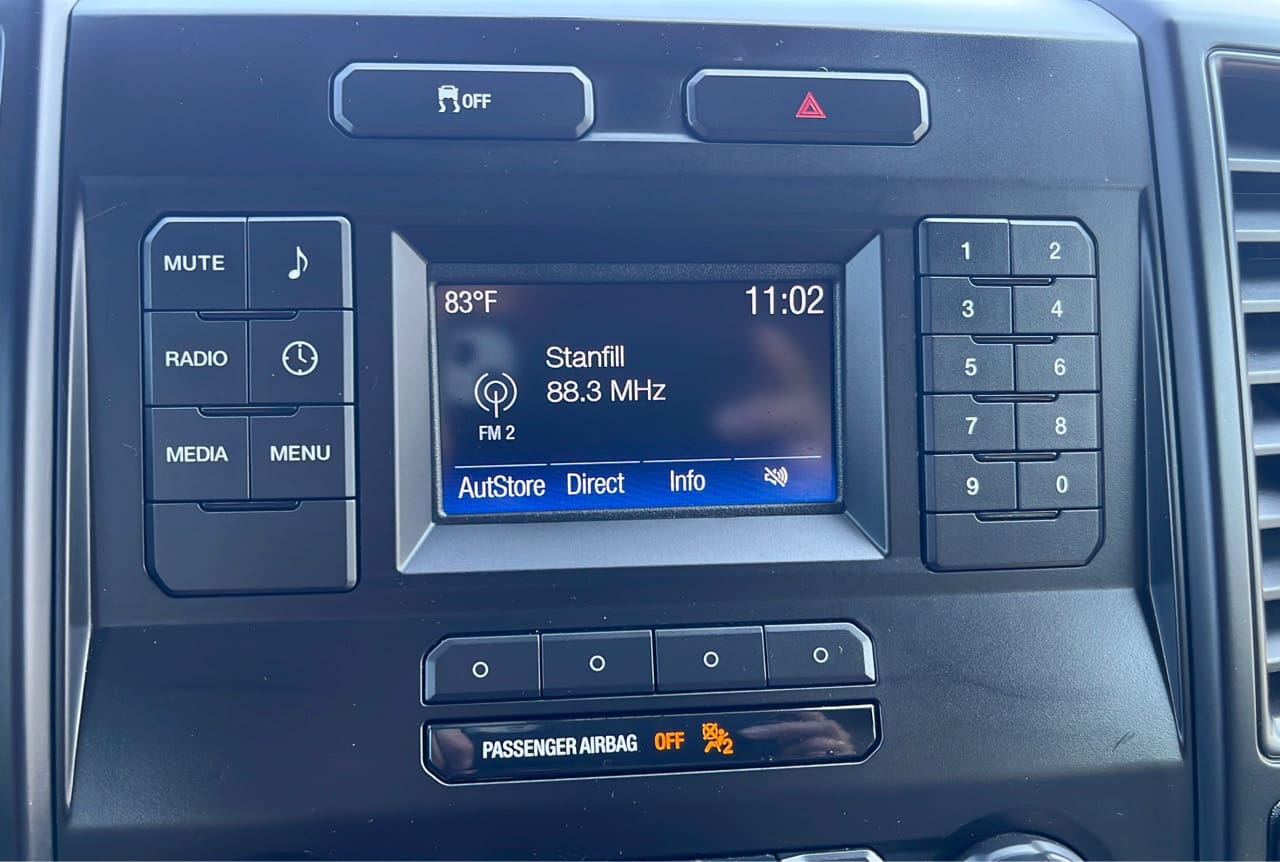 OFF
MUTE
RADIO
MEDIA MENU
83°F 11:02
Stanfill
88.3 MHz
FM 2
AutStore Direct Info
1 2
3 4
5 6
7 8
9 0
PASSENGER AIRBAG OFF 2